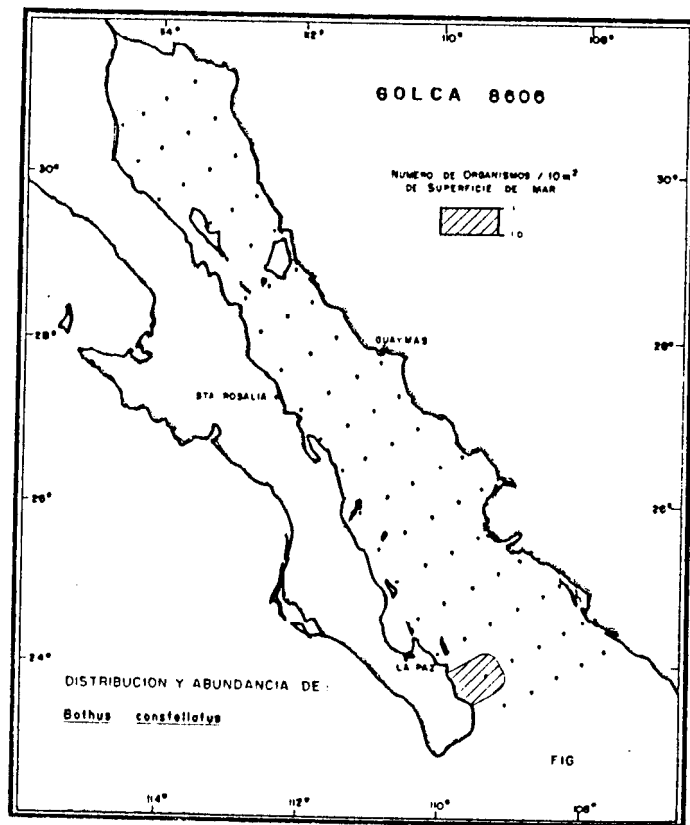 114° 112° 110° 108°
GOLCA 8606
NUMERO DE ORGANISMOS / 10 m²
DE SUPERFICIE DE MAR
1
10
30° 30°
28° 28°
GUAYMAS
STA ROSALIA
26° 26°
24°
LA PAZ
DISTRIBUCION Y ABUNDANCIA DE:
Bothus constellatus
FIG
114° 112° 110° 108°